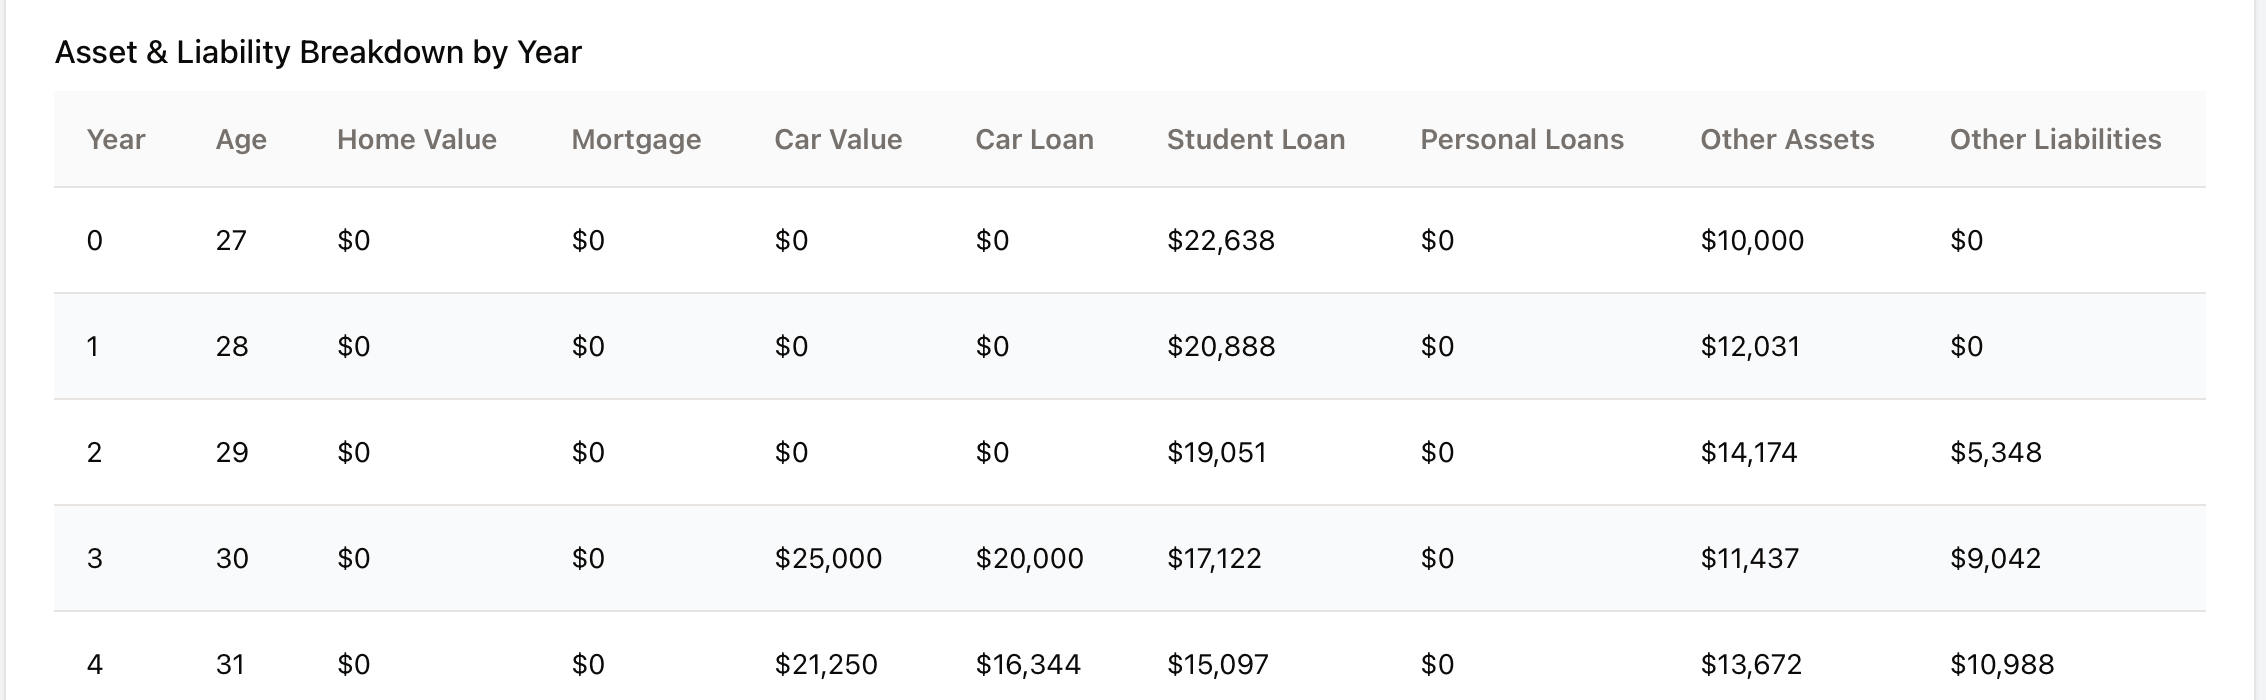 Asset & Liability Breakdown by Year
Year Age Home Value Mortgage Car Value Car Loan Student Loan Personal Loans Other Assets Other Liabilities
0 27 $0 $0 $0 $0 $22,638 $0 $10,000 $0
1 28 $0 $0 $0 $0 $20,888 $0 $12,031 $0
2 29 $0 $0 $0 $0 $19,051 $0 $14,174 $5,348
3 30 $0 $0 $25,000 $20,000 $17,122 $0 $11,437 $9,042
4 31 $0 $0 $21,250 $16,344 $15,097 $0 $13,672 $10,988